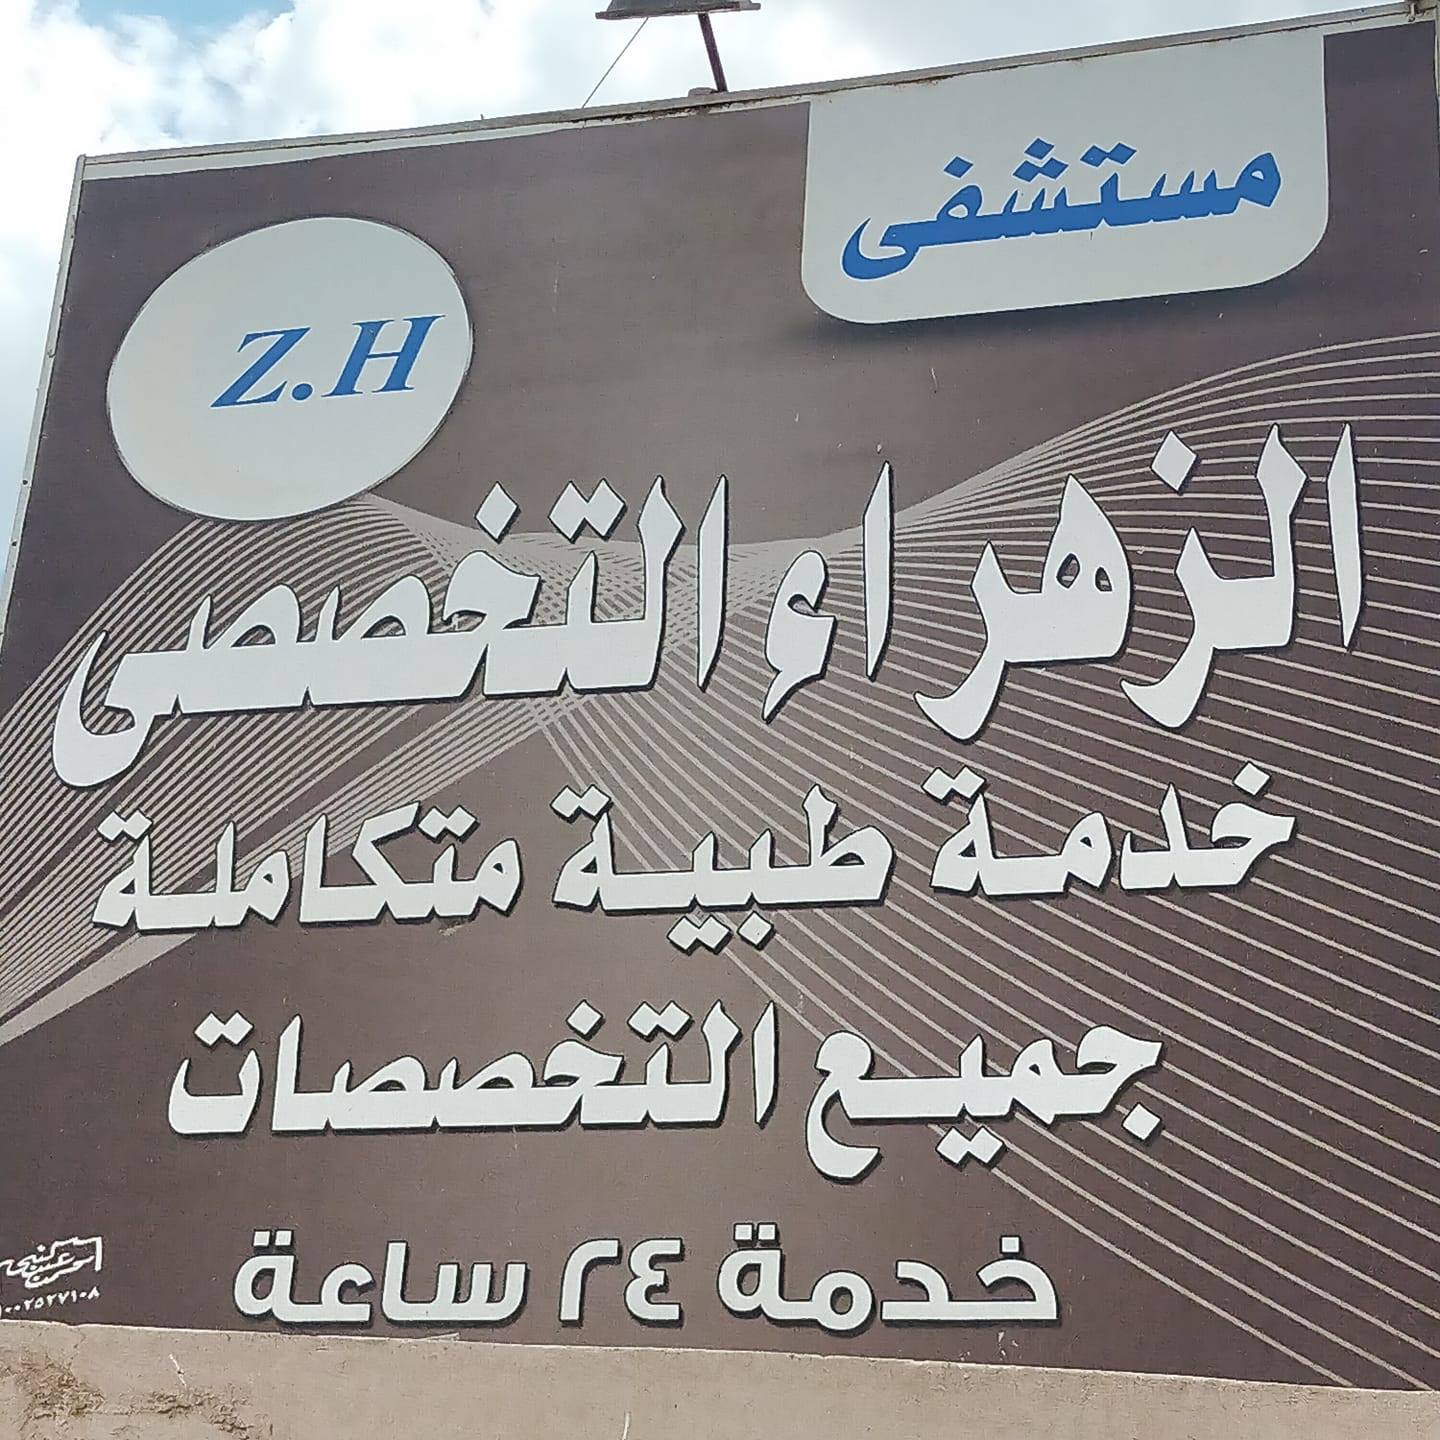 مستشفى
Z.H
الزهراء التخصصى
خدمة طبية متكاملة
جميع التخصصات
خدمة ٢٤ ساعة